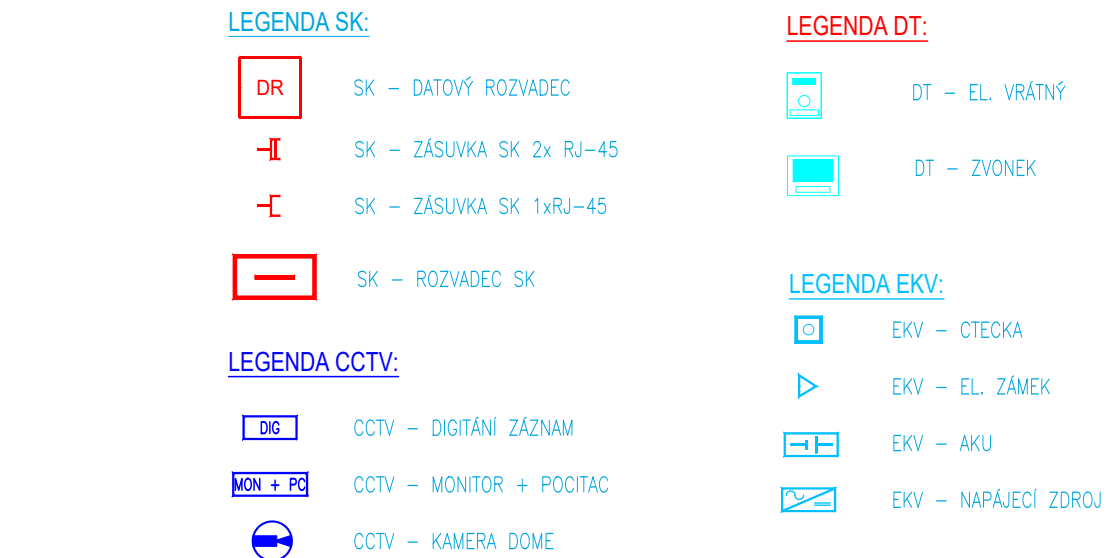 LEGENDA SK:
DR SK – DATOVÝ ROZVADEC
SK – ZÁSUVKA SK 2x RJ–45
SK – ZÁSUVKA SK 1xRJ–45
SK – ROZVADEC SK
LEGENDA CCTV:
DIG CCTV – DIGITÁNÍ ZÁZNAM
MON + PC CCTV – MONITOR + POCITAC
CCTV – KAMERA DOME
LEGENDA DT:
DT – EL. VRÁTNÝ
DT – ZVONEK
LEGENDA EKV:
EKV – CTECKA
EKV – EL. ZÁMEK
EKV – AKU
EKV – NAPÁJECÍ ZDROJ